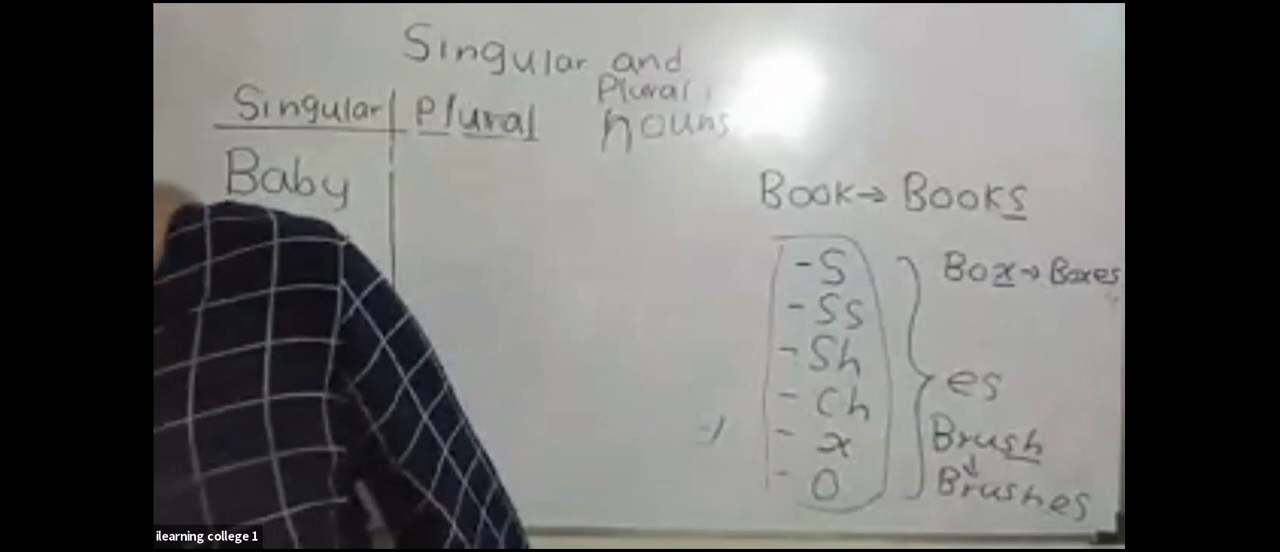 Singular and
Plural
nouns
Singular | Plural
Baby
Book → Books
-S
-Ss
-Sh
-Ch
-x
-O
es
Box → Boxes
Brush
↓
Brushes
ilearning college 1